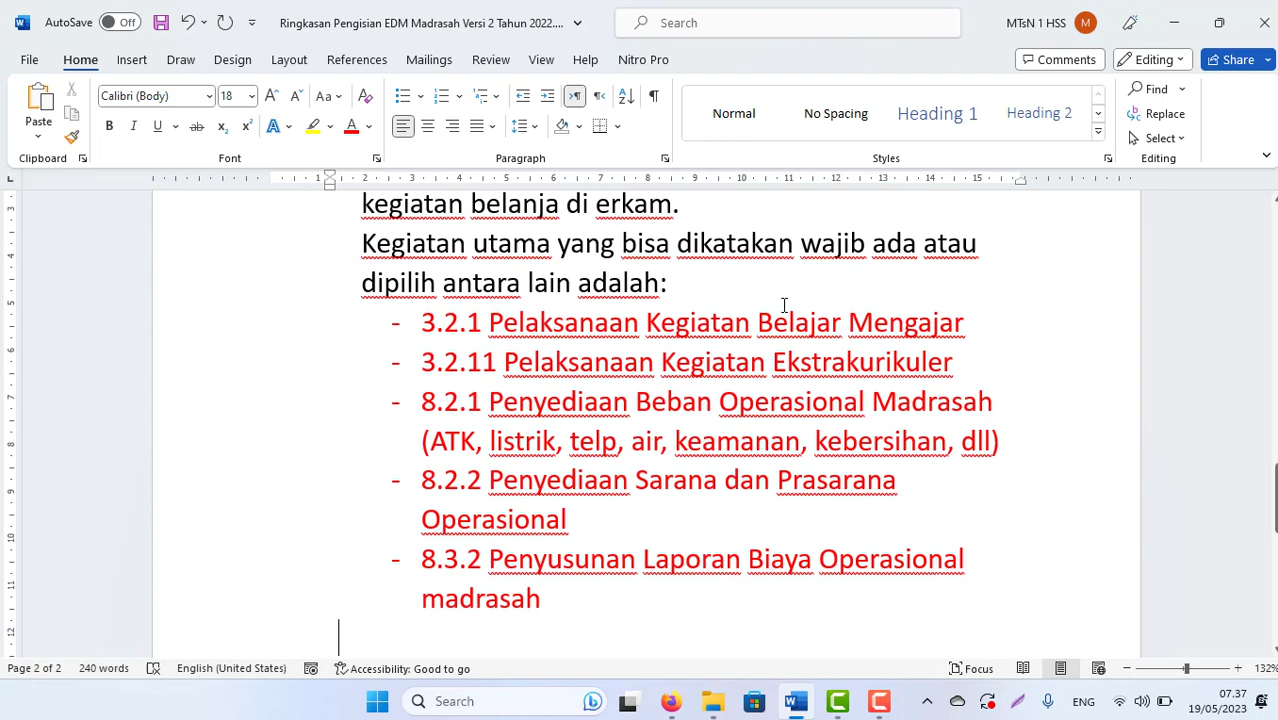 AutoSave Off Ringkasan Pengisian EDM Madrasah Versi 2 Tahun 2022.... Search MTsN 1 HSS M
File Home Insert Draw Design Layout References Mailings Review View Help Nitro Pro Comments Editing Share
Paste Calibri (Body) 18 Normal No Spacing Heading 1 Heading 2 Find
Replace
Select
Clipboard Font Paragraph Styles Editing
kegiatan belanja di erkam.
Kegiatan utama yang bisa dikatakan wajib ada atau
dipilih antara lain adalah:
- 3.2.1 Pelaksanaan Kegiatan Belajar Mengajar
- 3.2.11 Pelaksanaan Kegiatan Ekstrakurikuler
- 8.2.1 Penyediaan Beban Operasional Madrasah
(ATK, listrik, telp, air, keamanan, kebersihan, dll)
- 8.2.2 Penyediaan Sarana dan Prasarana
Operasional
- 8.3.2 Penyusunan Laporan Biaya Operasional
madrasah
Page 2 of 2 240 words English (United States) Accessibility: Good to go Focus 132%
Search ENG 07.37
19/05/2023